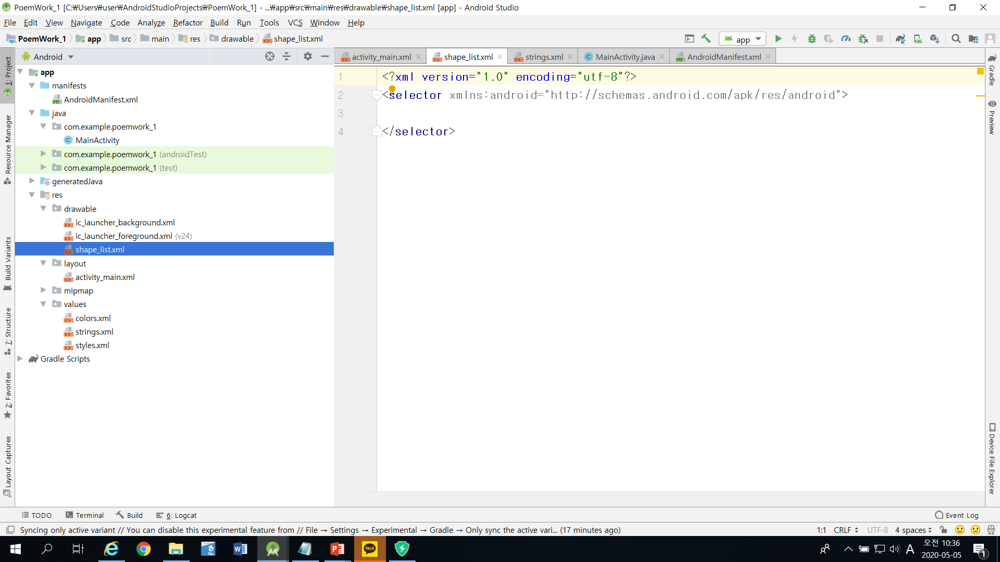 PoemWork_1 [C:₩Users₩user₩AndroidStudioProjects₩PoemWork_1] - ...₩app₩src₩main₩res₩drawable₩shape_list.xml [app] - Android Studio
File Edit View Navigate Code Analyze Refactor Build Run Tools VCS Window Help
PoemWork_1 app src main res drawable shape_list.xml
app
Android
activity_main.xml shape_list.xml strings.xml MainActivity.java AndroidManifest.xml
app
manifests
AndroidManifest.xml
java
com.example.poemwork_1
MainActivity
com.example.poemwork_1 (androidTest)
com.example.poemwork_1 (test)
generatedJava
res
drawable
ic_launcher_background.xml
ic_launcher_foreground.xml (v24)
shape_list.xml
layout
activity_main.xml
mipmap
values
colors.xml
strings.xml
styles.xml
Gradle Scripts
1 <?xml version="1.0" encoding="utf-8"?>
2 <selector xmlns:android="http://schemas.android.com/apk/res/android">
3
4 </selector>
1: Project
Resource Manager
Build Variants
7: Structure
2: Favorites
Layout Captures
Gradle
Preview
Device File Explorer
TODO Terminal Build 6: Logcat Event Log
Syncing only active variant // You can disable this experimental feature from // File → Settings → Experimental → Gradle → Only sync the active vari... (17 minutes ago)
1:1 CRLF UTF-8 4 spaces
TALK
A
오전 10:36
2020-05-05
1